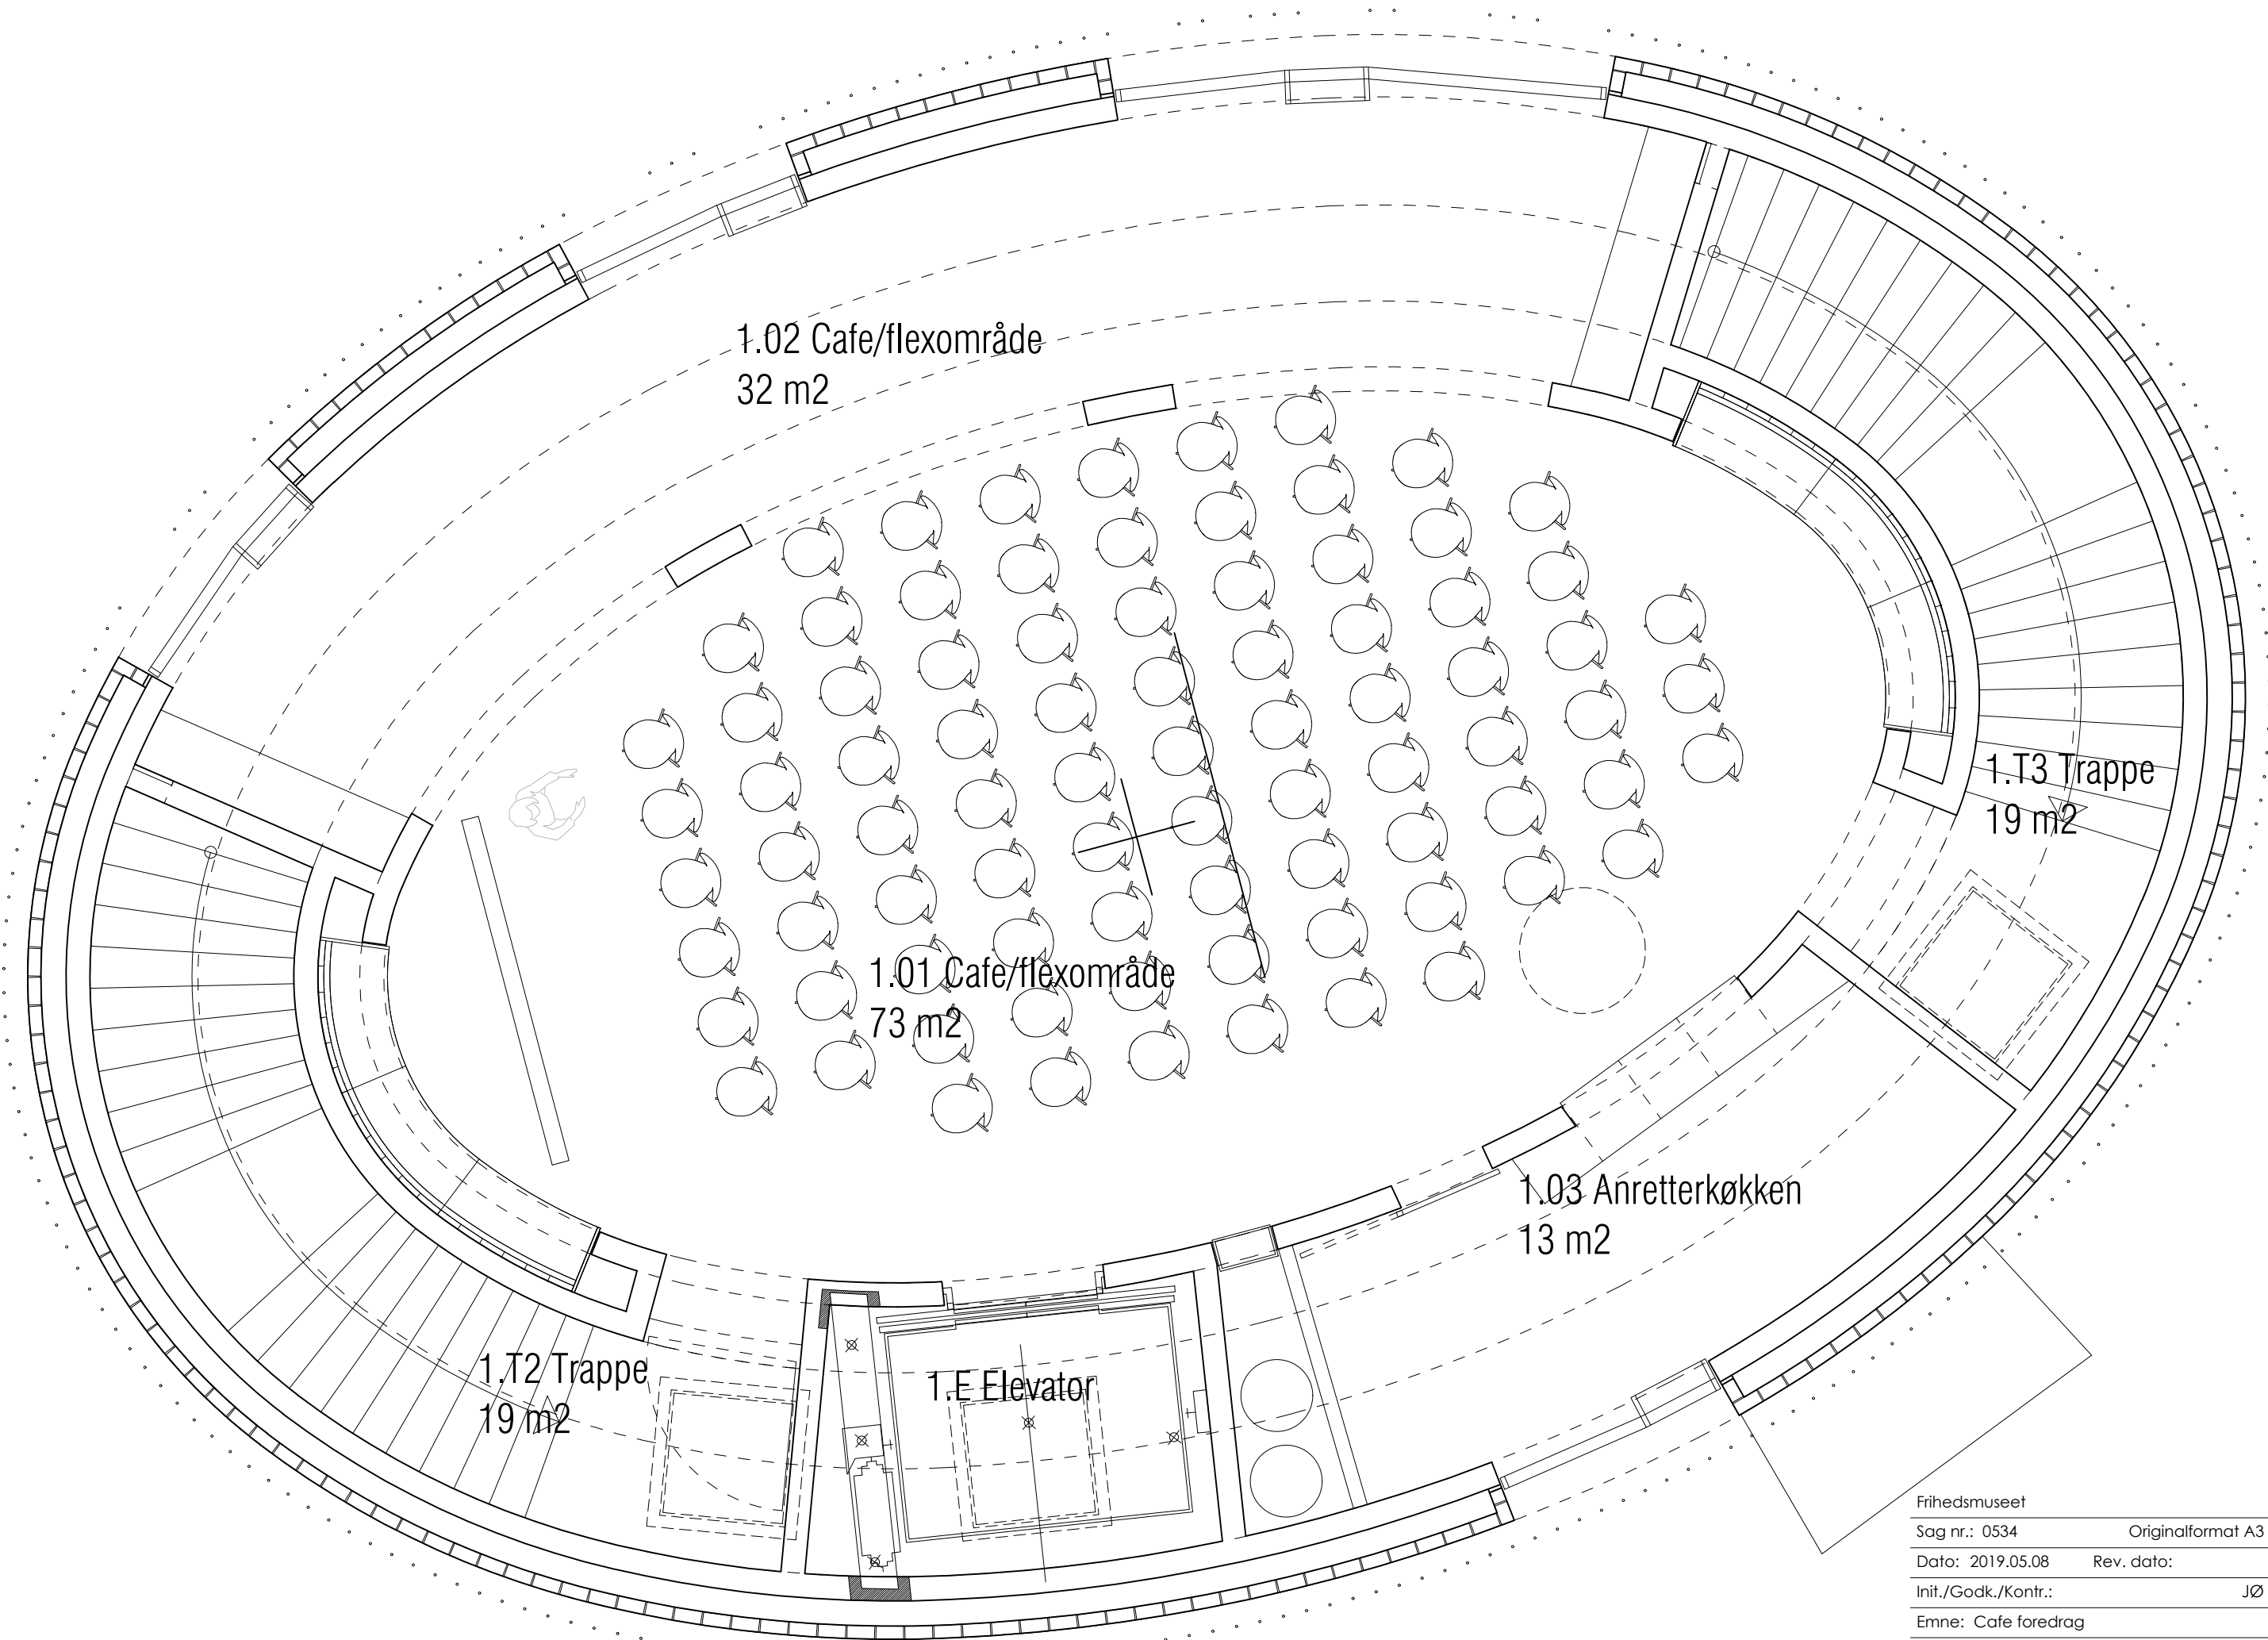 1.02 Cafe/flexområde
32 m2
1.T3 Trappe
19 m2
1.01 Cafe/flexområde
73 m2
1.03 Anretterkøkken
13 m2
1.T2 Trappe
19 m2
1.E Elevator
Frihedsmuseet
Sag nr.: 0534 Originalformat A3
Dato: 2019.05.08 Rev. dato:
Init./Godk./Kontr.: JØ
Emne: Cafe foredrag